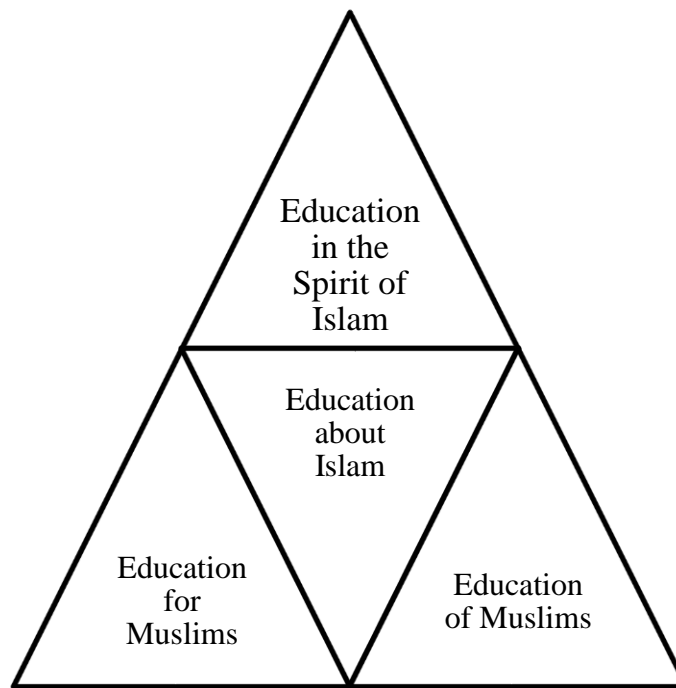 Education
in the
Spirit of
Islam
Education
about
Islam
Education
for
Muslims
Education
of Muslims